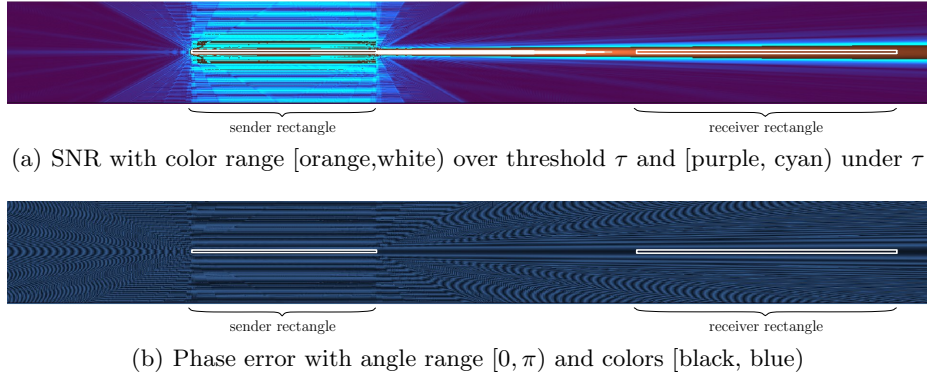 sender rectangle receiver rectangle
(a) SNR with color range [orange,white) over threshold τ and [purple, cyan) under τ
sender rectangle receiver rectangle
(b) Phase error with angle range [0, π) and colors [black, blue)